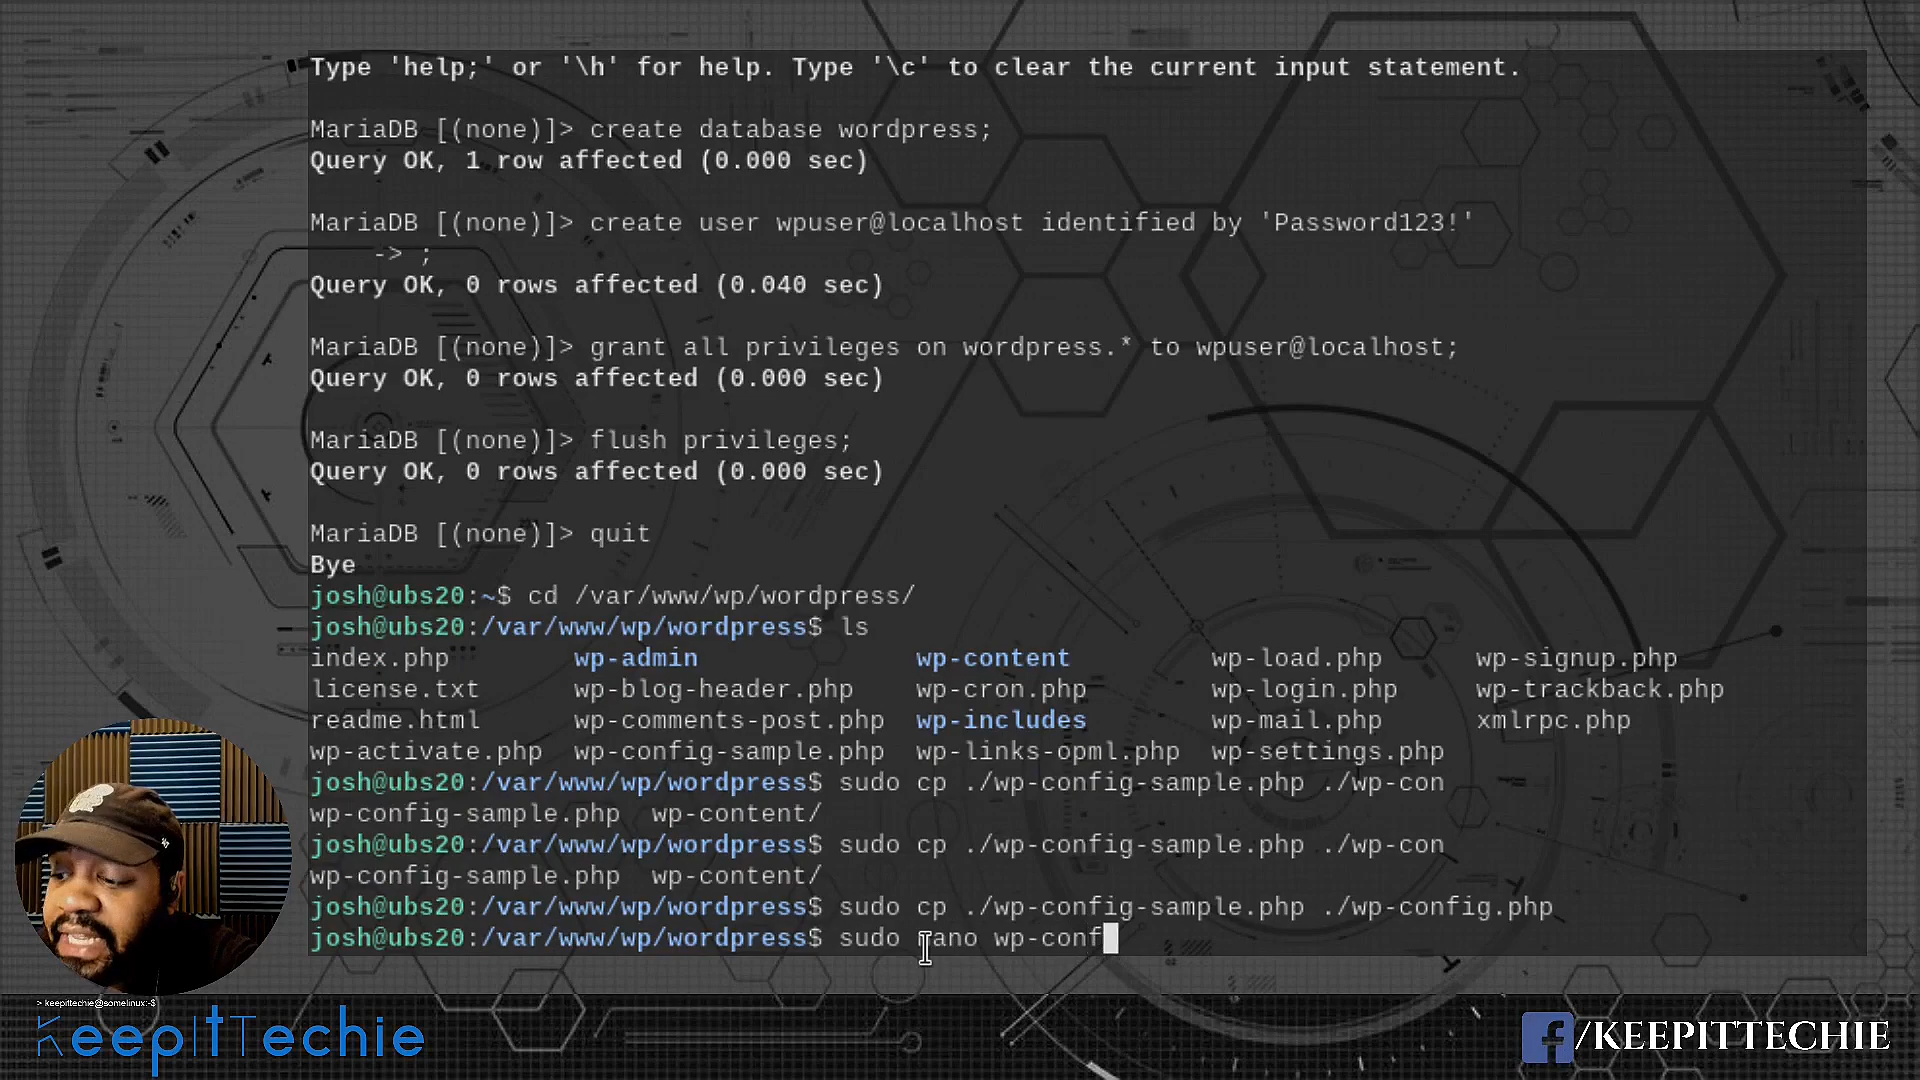 Type 'help;' or '\h' for help. Type '\c' to clear the current input statement.
MariaDB [(none)]> create database wordpress;
Query OK, 1 row affected (0.000 sec)
MariaDB [(none)]> create user wpuser@localhost identified by 'Password123!'
-> ;
Query OK, 0 rows affected (0.040 sec)
MariaDB [(none)]> grant all privileges on wordpress.* to wpuser@localhost;
Query OK, 0 rows affected (0.000 sec)
MariaDB [(none)]> flush privileges;
Query OK, 0 rows affected (0.000 sec)
MariaDB [(none)]> quit
Bye
josh@ubs20:~$ cd /var/www/wp/wordpress/
josh@ubs20:/var/www/wp/wordpress$ ls
index.php wp-admin wp-content wp-load.php wp-signup.php
license.txt wp-blog-header.php wp-cron.php wp-login.php wp-trackback.php
readme.html wp-comments-post.php wp-includes wp-mail.php xmlrpc.php
wp-activate.php wp-config-sample.php wp-links-opml.php wp-settings.php
josh@ubs20:/var/www/wp/wordpress$ sudo cp ./wp-config-sample.php ./wp-con
wp-config-sample.php wp-content/
josh@ubs20:/var/www/wp/wordpress$ sudo cp ./wp-config-sample.php ./wp-con
wp-config-sample.php wp-content/
josh@ubs20:/var/www/wp/wordpress$ sudo cp ./wp-config-sample.php ./wp-config.php
josh@ubs20:/var/www/wp/wordpress$ sudo nano wp-conf
> keepittechie@somelinux:~$
KeepItTechie
f/KEEPITTECHIE